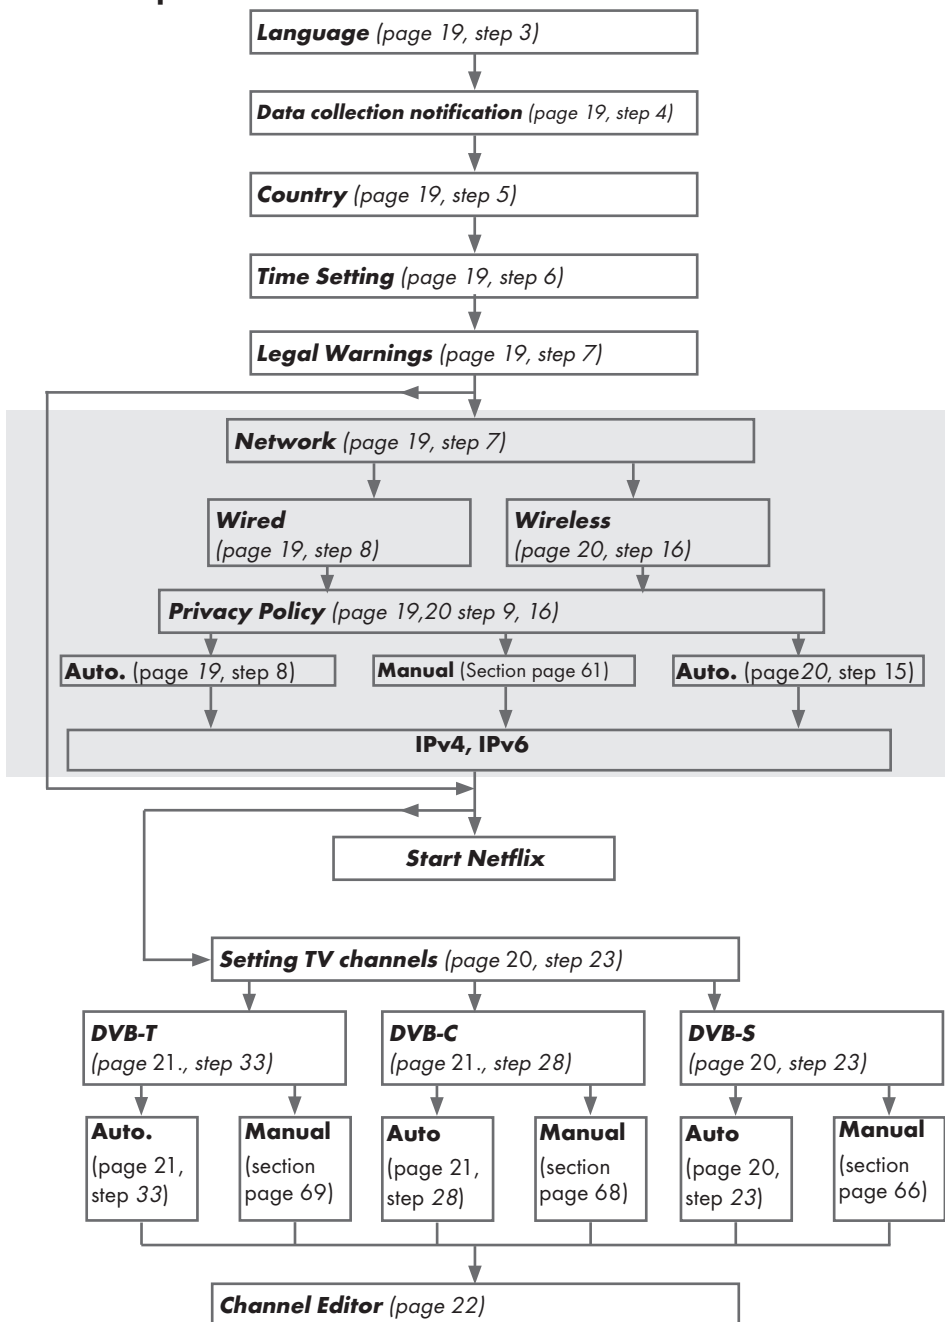 Language (page 19, step 3)
Data collection notification (page 19, step 4)
Country (page 19, step 5)
Time Setting (page 19, step 6)
Legal Warnings (page 19, step 7)
Network (page 19, step 7)
Wired
(page 19, step 8)
Wireless
(page 20, step 16)
Privacy Policy (page 19,20 step 9, 16)
Auto. (page 19, step 8)
Manual (Section page 61)
Auto. (page20, step 15)
IPv4, IPv6
Start Netflix
Setting TV channels (page 20, step 23)
DVB-T
(page 21., step 33)
DVB-C
(page 21., step 28)
DVB-S
(page 20, step 23)
Auto.
(page 21,
step 33)
Manual
(section
page 69)
Auto
(page 21,
step 28)
Manual
(section
page 68)
Auto
(page 20,
step 23)
Manual
(section
page 66)
Channel Editor (page 22)